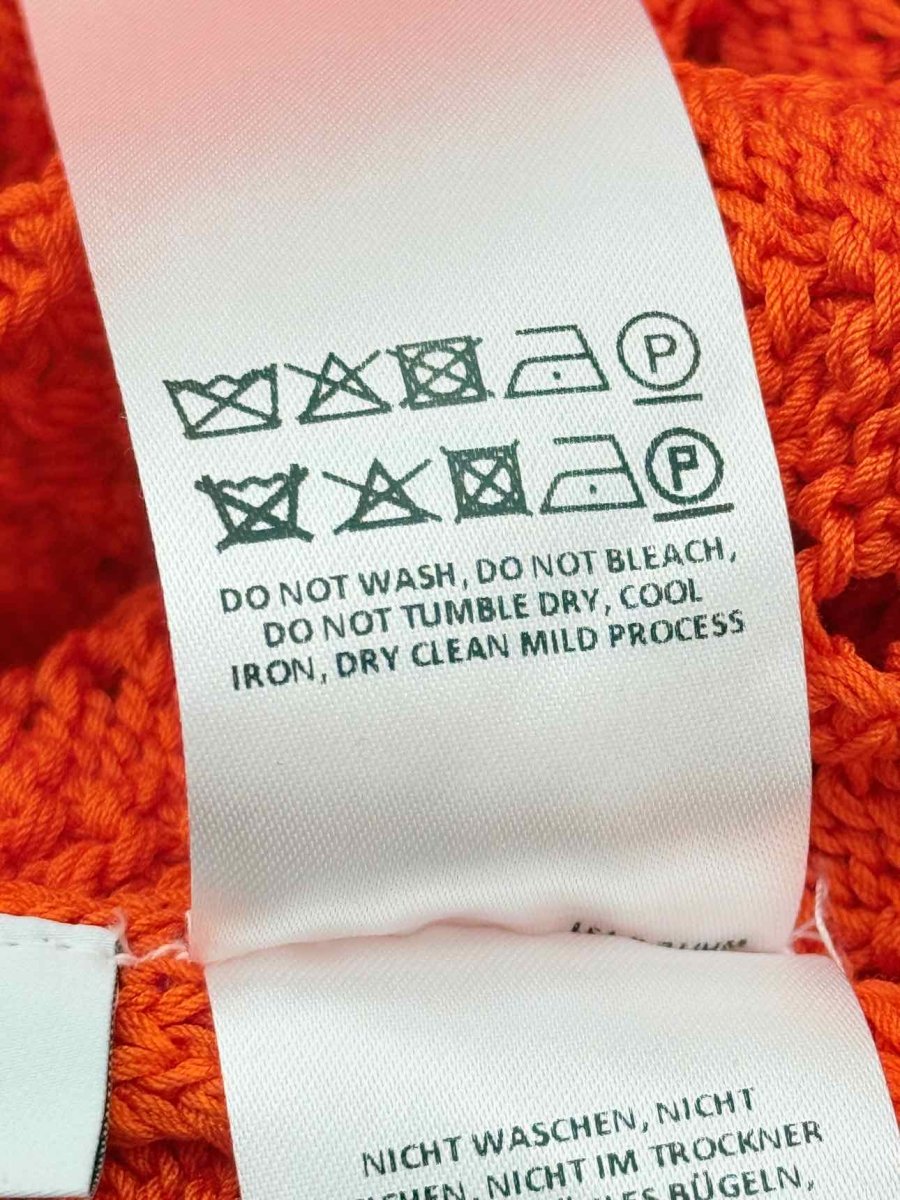 P
P
DO NOT WASH, DO NOT BLEACH,
DO NOT TUMBLE DRY, COOL
IRON, DRY CLEAN MILD PROCESS
NICHT WASCHEN, NICHT
NICHT IM TROCKNER
BÜGELN,